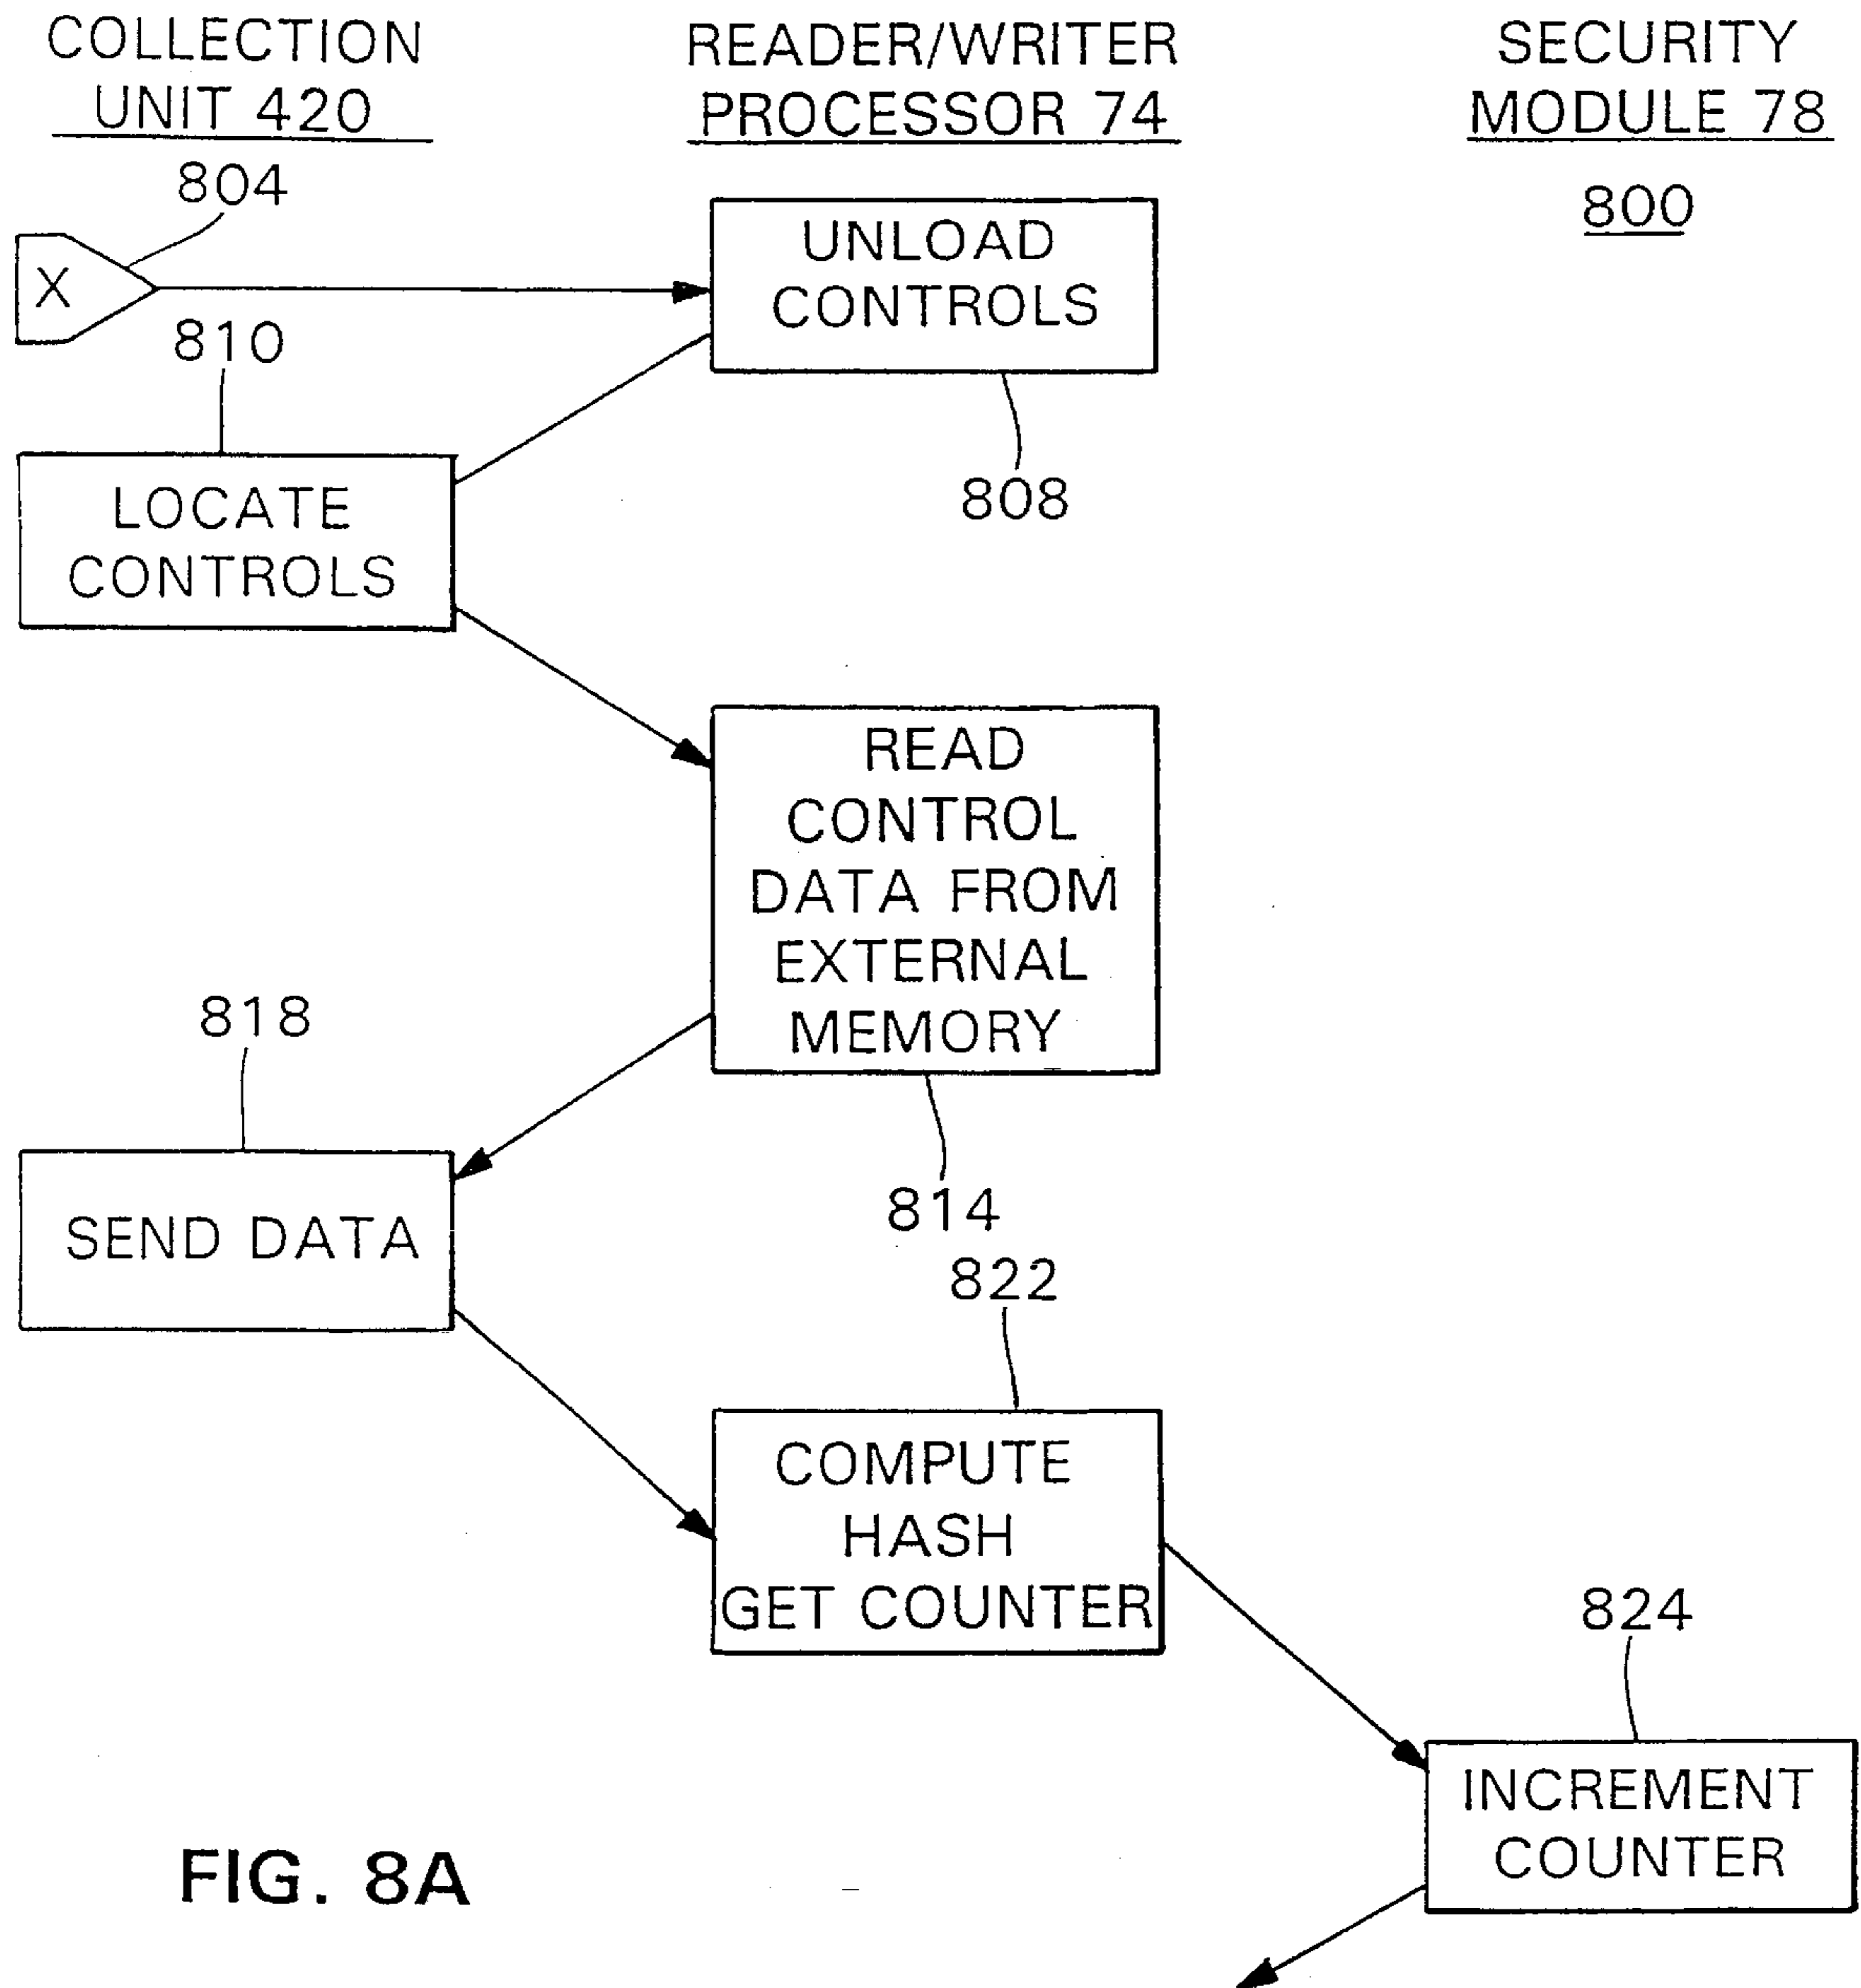 COLLECTION
UNIT 420
READER/WRITER
PROCESSOR 74
SECURITY
MODULE 78
800
804
X
UNLOAD
CONTROLS
808
810
LOCATE
CONTROLS
READ
CONTROL
DATA FROM
EXTERNAL
MEMORY
814
818
SEND DATA
822
COMPUTE
HASH
GET COUNTER
824
INCREMENT
COUNTER
FIG. 8A